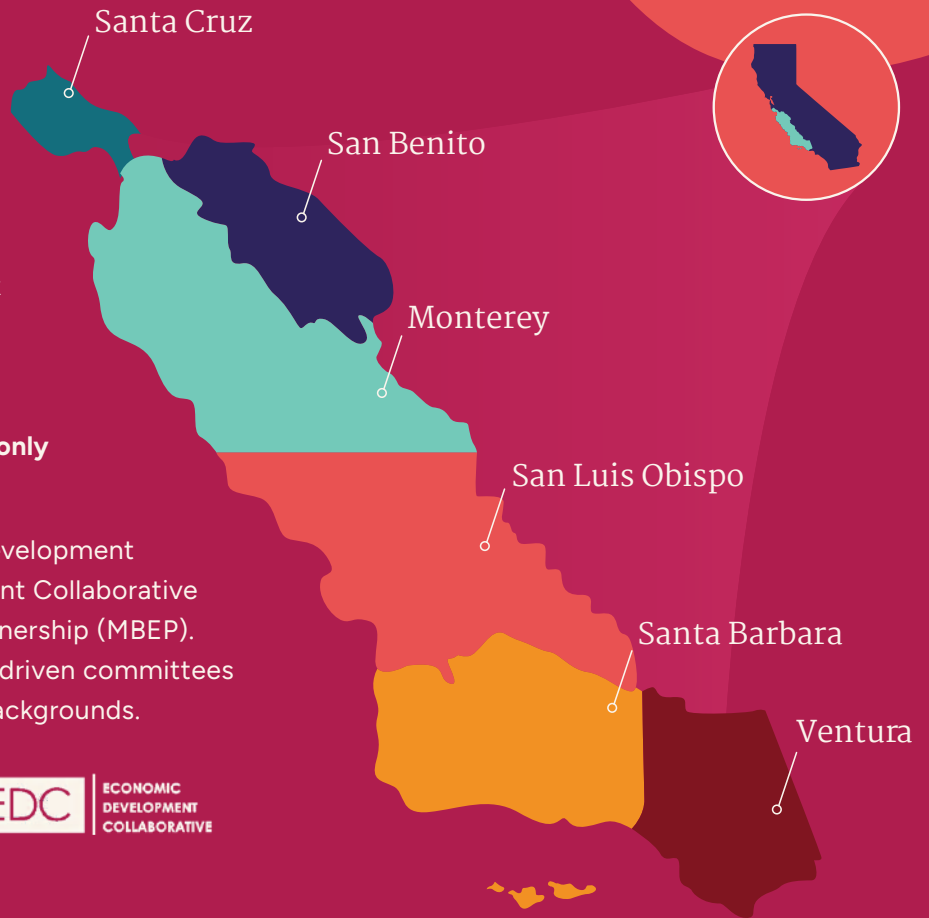 Santa Cruz
San Benito
Monterey
only
San Luis Obispo
velopment
nt Collaborative
nership (MBEP).
driven committees
ackgrounds.
Santa Barbara
Ventura
EDC
ECONOMIC
DEVELOPMENT
COLLABORATIVE